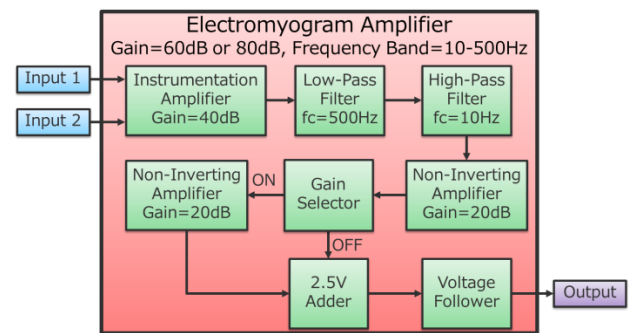 Electromyogram Amplifier
Gain=60dB or 80dB, Frequency Band=10-500Hz
Input 1
Input 2
Instrumentation
Amplifier
Gain=40dB
Low-Pass
Filter
fc=500Hz
High-Pass
Filter
fc=10Hz
Non-Inverting
Amplifier
Gain=20dB
ON
Gain
Selector
Non-Inverting
Amplifier
Gain=20dB
OFF
2.5V
Adder
Voltage
Follower
Output